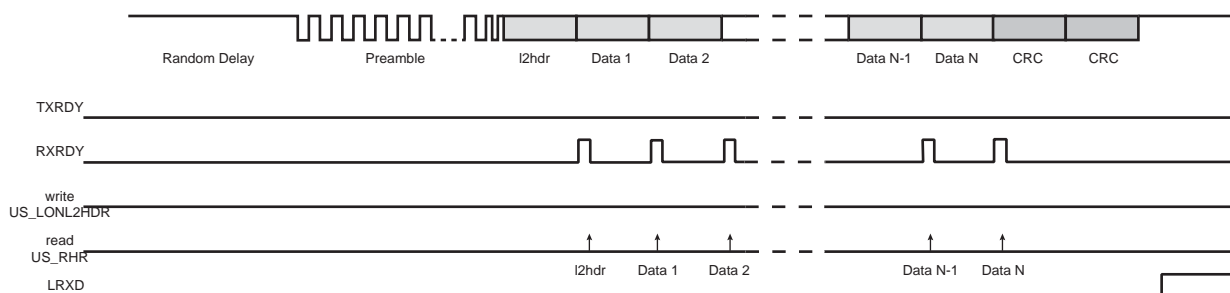 Random Delay Preamble l2hdr Data 1 Data 2 Data N-1 Data N CRC CRC
TXRDY
RXRDY
write
US_LONL2HDR
read
US_RHR
l2hdr Data 1 Data 2 Data N-1 Data N
LRXD